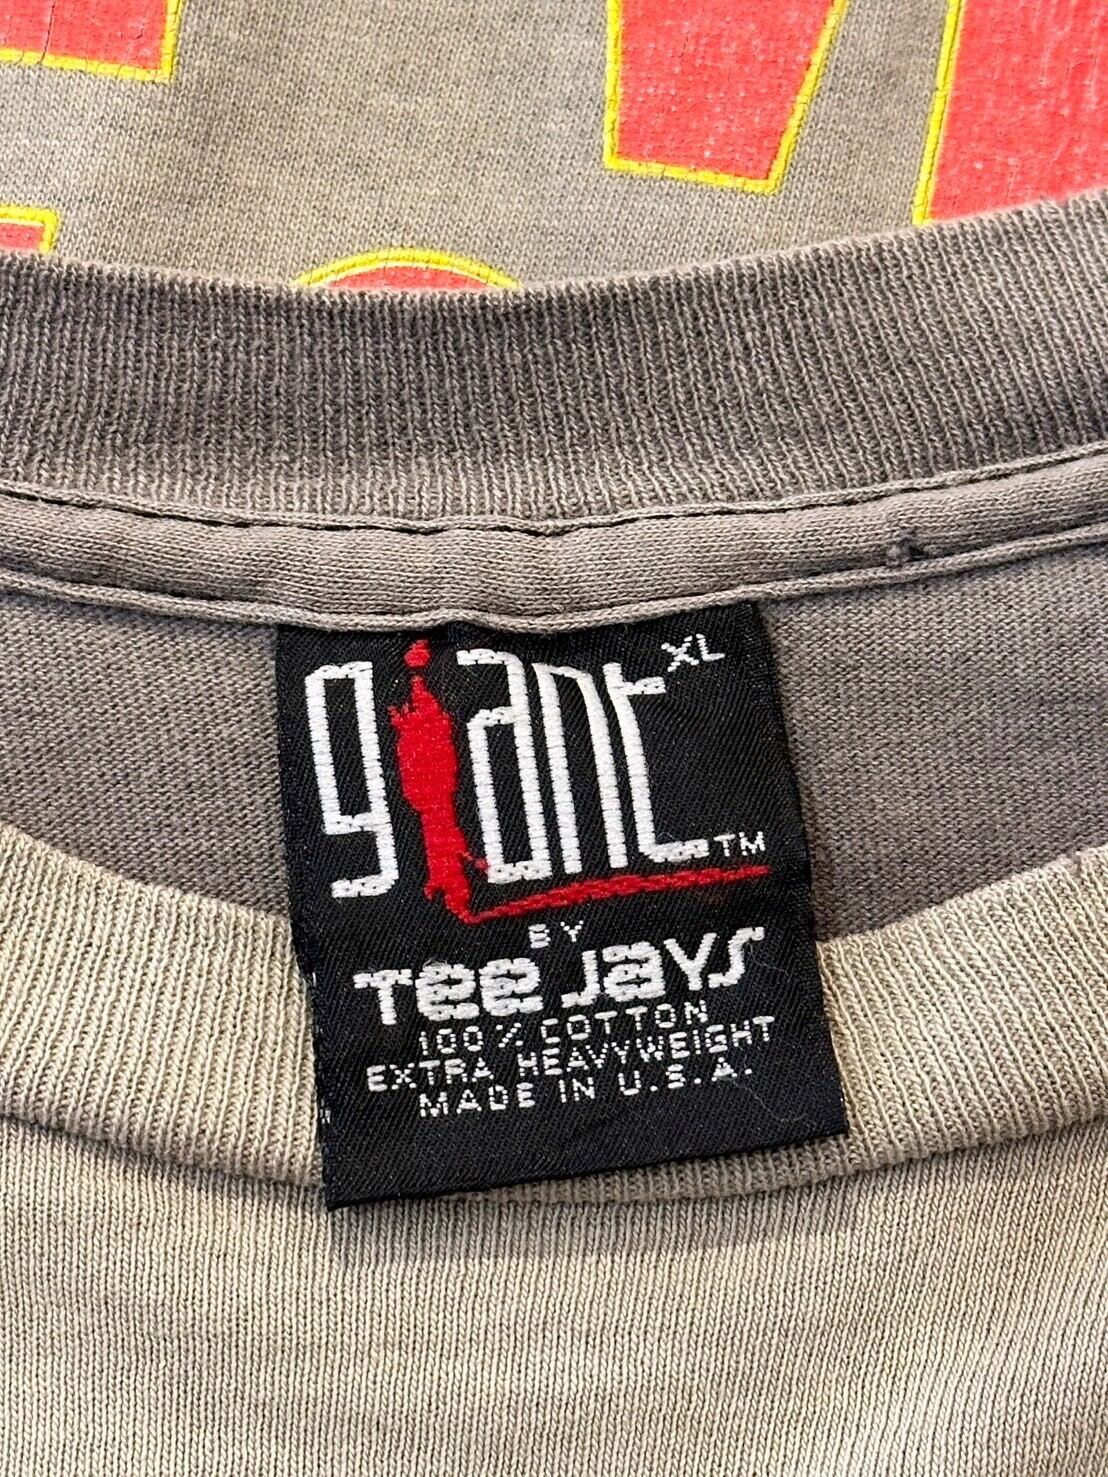 giant XL
TM
BY
Tee Jays
100% COTTON
EXTRA HEAVYWEIGHT
MADE IN U.S.A.